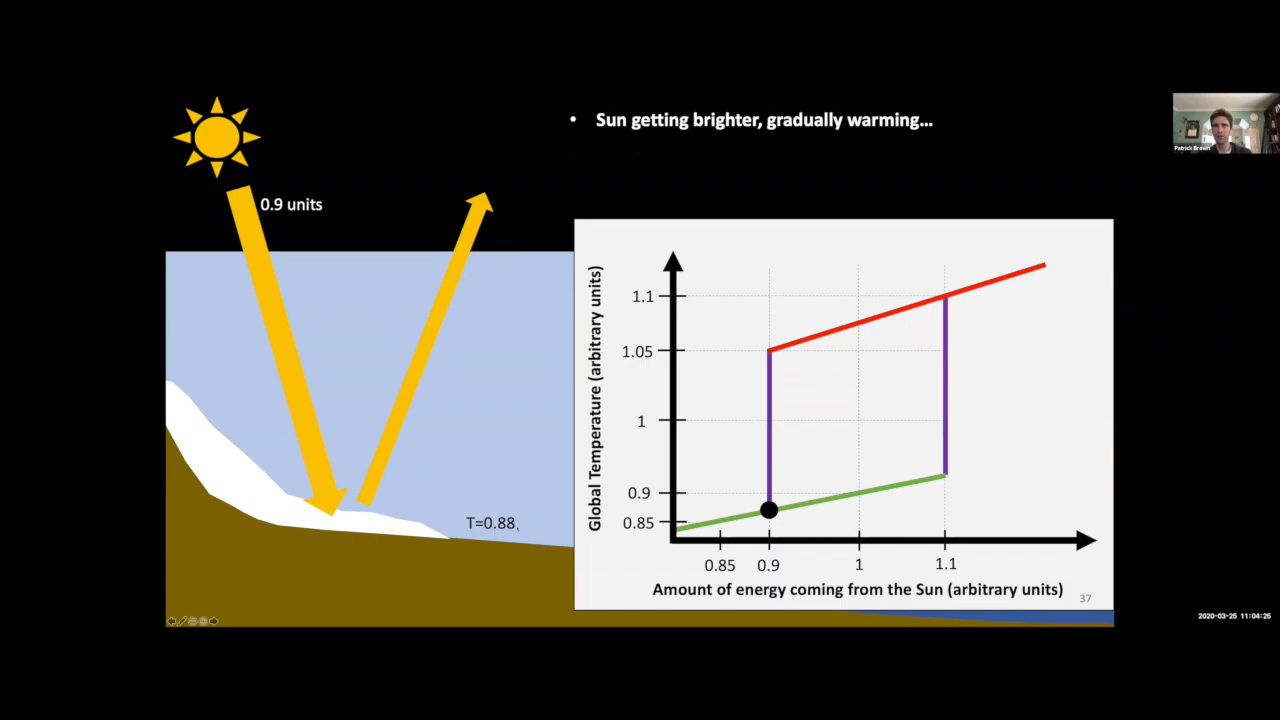 • Sun getting brighter, gradually warming…
0.9 units
T=0.88
Global Temperature (arbitrary units)
1.1
1.05
1
0.9
0.85
0.85 0.9 1 1.1
Amount of energy coming from the Sun (arbitrary units)
37
Patrick Brown
2020-03-25 11:04:25